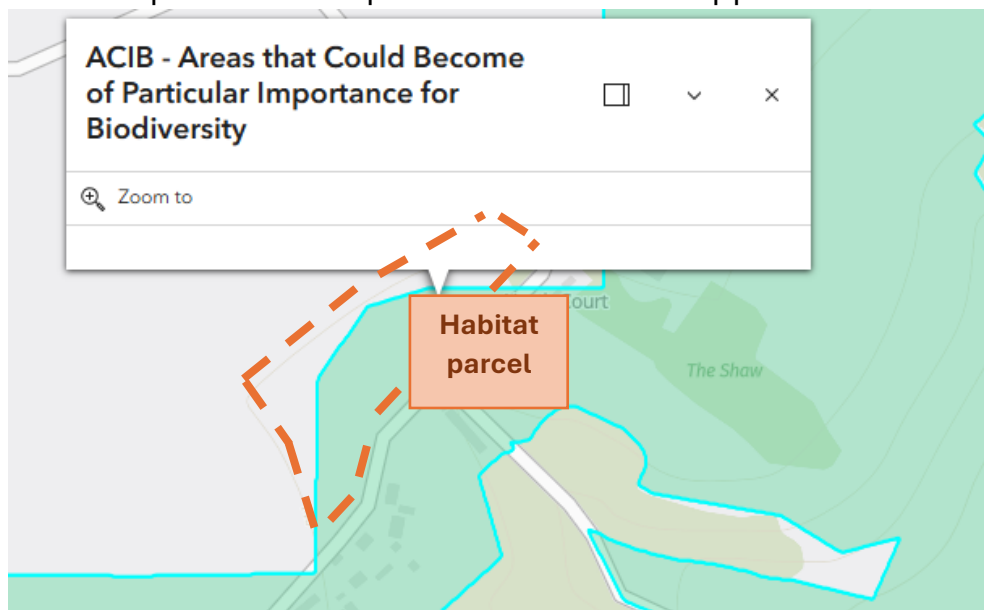 ACIB - Areas that Could Become
of Particular Importance for
Biodiversity
Zoom to
Habitat
parcel
The Shaw